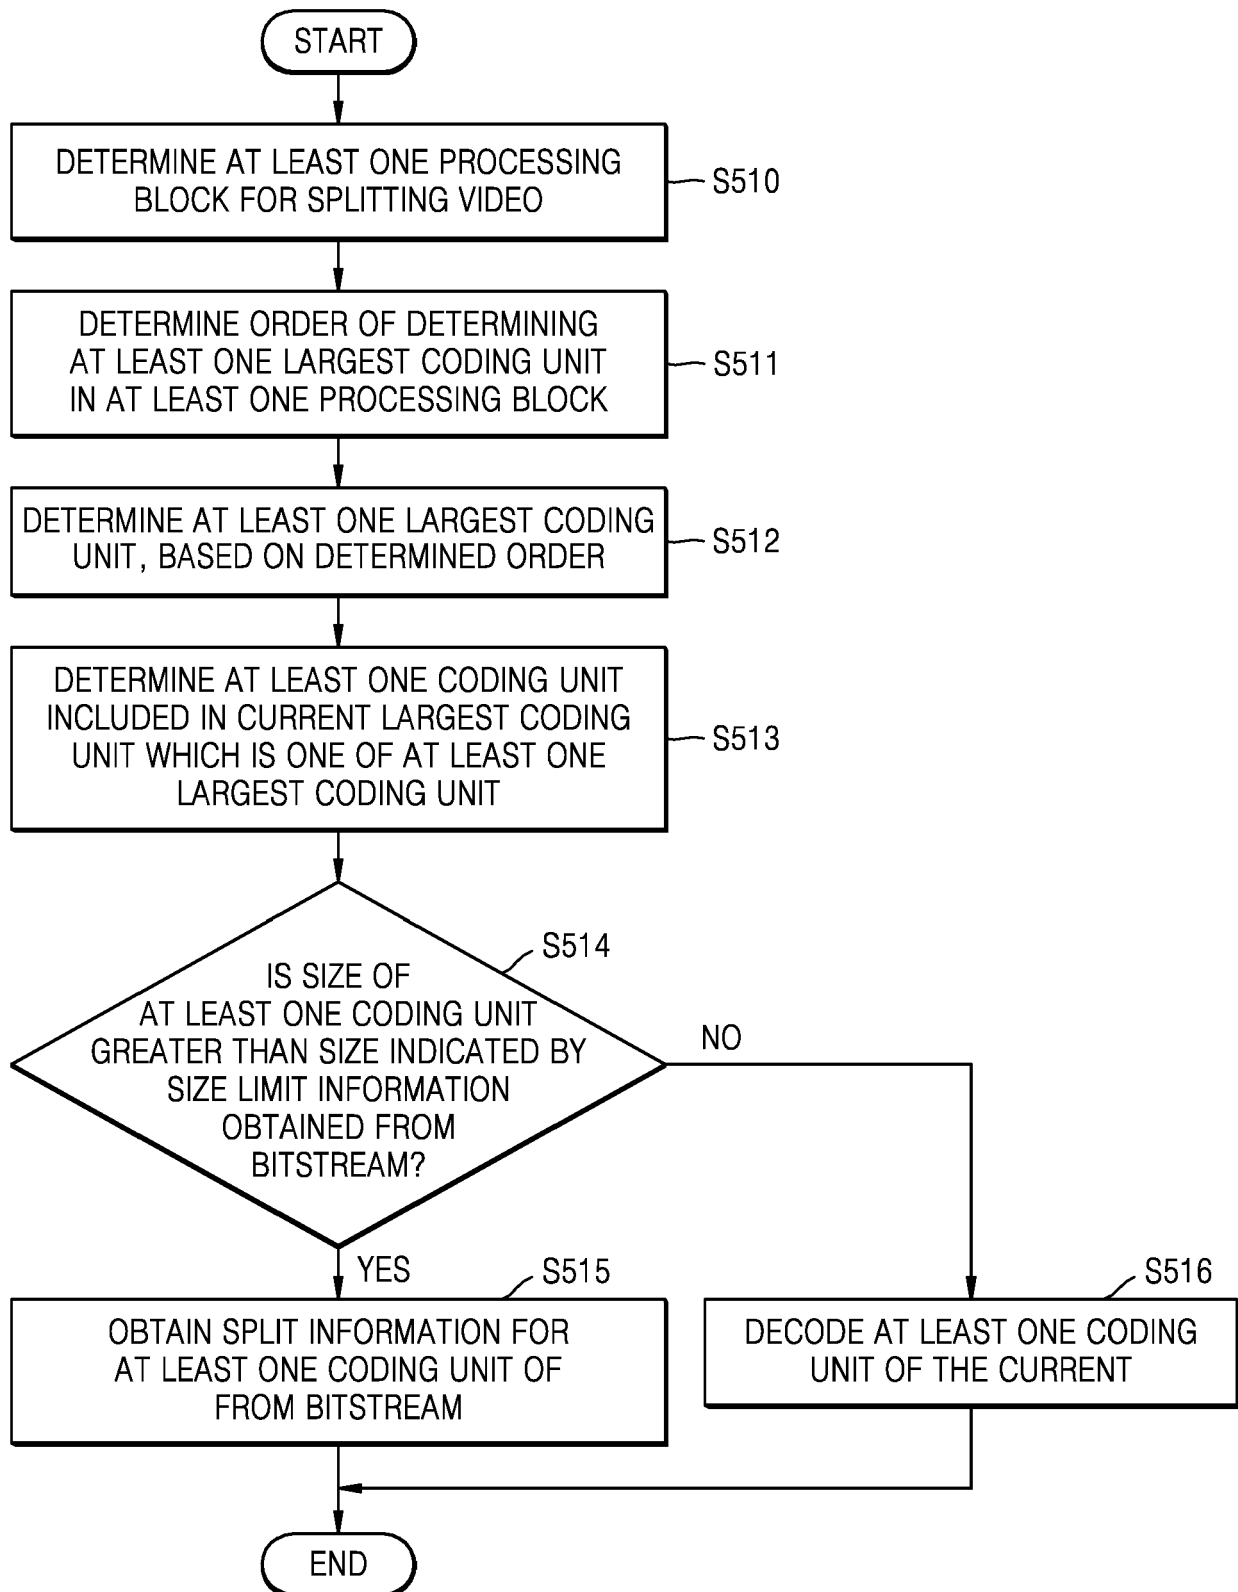 START
DETERMINE AT LEAST ONE PROCESSING
BLOCK FOR SPLITTING VIDEO
S510
DETERMINE ORDER OF DETERMINING
AT LEAST ONE LARGEST CODING UNIT
IN AT LEAST ONE PROCESSING BLOCK
S511
DETERMINE AT LEAST ONE LARGEST CODING
UNIT, BASED ON DETERMINED ORDER
S512
DETERMINE AT LEAST ONE CODING UNIT
INCLUDED IN CURRENT LARGEST CODING
UNIT WHICH IS ONE OF AT LEAST ONE
LARGEST CODING UNIT
S513
S514
IS SIZE OF
AT LEAST ONE CODING UNIT
GREATER THAN SIZE INDICATED BY
SIZE LIMIT INFORMATION
OBTAINED FROM
BITSTREAM?
NO
YES
S515
OBTAIN SPLIT INFORMATION FOR
AT LEAST ONE CODING UNIT OF
FROM BITSTREAM
S516
DECODE AT LEAST ONE CODING
UNIT OF THE CURRENT
END